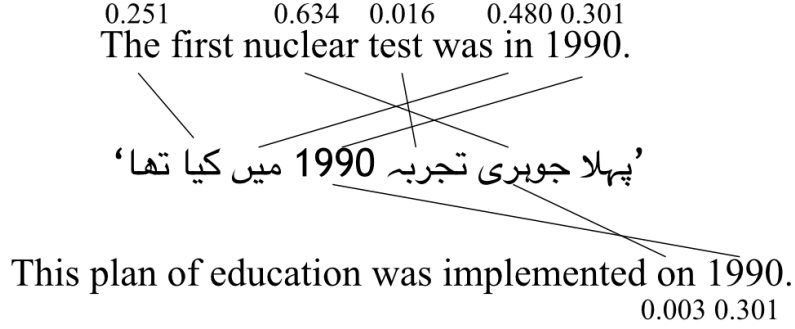 0.251 0.634 0.016 0.480 0.301
The first nuclear test was in 1990.
’پہلا جوہری تجربہ 1990 میں کیا تھا‘
This plan of education was implemented on 1990.
0.003 0.301